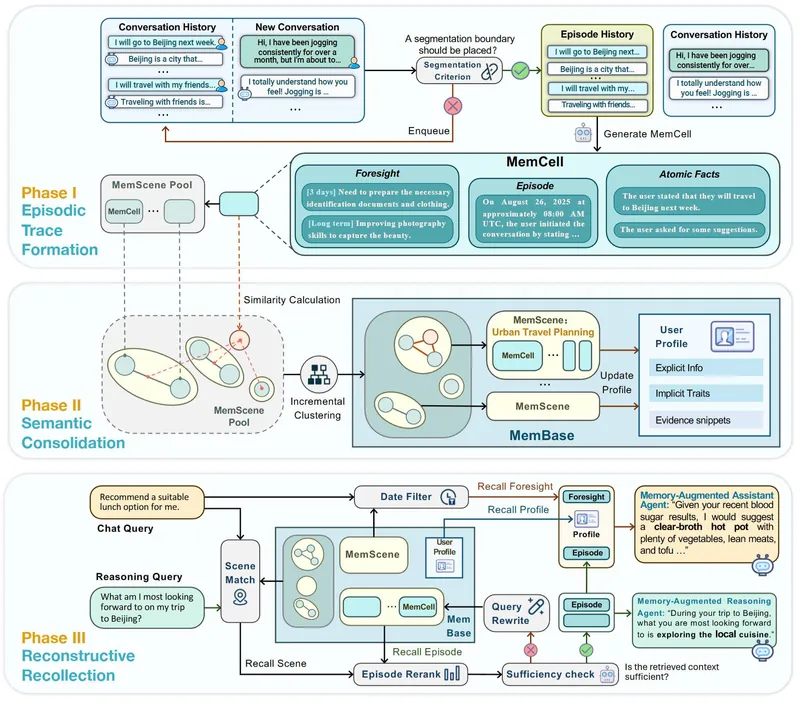 Conversation History
I will go to Beijing next week.
Beijing is a city that…
...
I will travel with my friends...
Traveling with friends is...
...
New Conversation
Hi, I have been jogging
consistently for over a
month, but I'm about to...
I totally understand how you
feel! Jogging is ...
...
A segmentation boundary
should be placed?
Segmentation
Criterion
Enqueue
Episode History
I will go to Beijing next...
Beijing is a city that...
...
I will travel with my...
Traveling with friends...
Conversation History
Hi, I have been jogging
consistently for over...
I totally understand how you
feel! Jogging is ...
...
Generate MemCell
Phase I
Episodic
Trace
Formation
MemScene Pool
MemCell
...
MemCell
Foresight
[3 days] Need to prepare the necessary
identification documents and clothing.
[Long term] Improving photography
skills to capture the beauty.
Episode
On August 26, 2025 at
approximately 08:00 AM
UTC, the user initiated the
conversation by stating ...
Atomic Facts
The user stated that they will travel
to Beijing next week.
The user asked for some suggestions.
Similarity Calculation
Phase II
Semantic
Consolidation
MemScene
Pool
Incremental
Clustering
MemScene:
Urban Travel Planning
MemCell
...
...
MemScene
MemBase
Update
Profile
User
Profile
Explicit Info
Implicit Traits
Evidence snippets
Phase III
Reconstructive
Recollection
Recommend a suitable
lunch option for me.
Chat Query
Reasoning Query
What am I most looking
forward to on my trip
to Beijing?
Scene
Match
Recall Scene
Date Filter
Recall Foresight
Recall Profile
MemScene
User
Profile
...
MemCell
Mem
Base
Recall Episode
Episode Rerank
Query
Rewrite
Sufficiency check
Is the retrieved context
sufficient?
Foresight
Profile
Episode
Episode
Memory-Augmented Assistant
Agent: "Given your recent blood
sugar results, I would suggest
a clear-broth hot pot with
plenty of vegetables, lean meats,
and tofu ..."
Memory-Augmented Reasoning
Agent: "During your trip to Beijing,
what you are most looking forward
to is exploring the local cuisine."